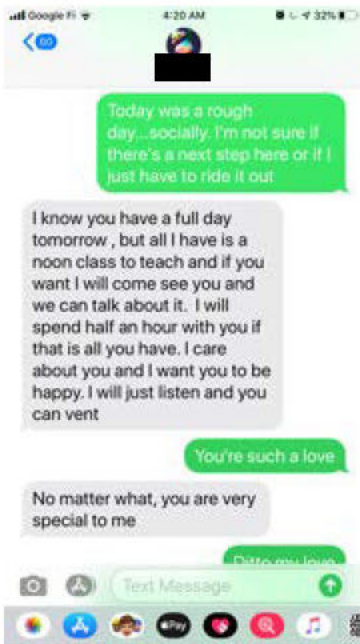 Google Fi
4:20 AM
32%
Today was a rough
day...socially. I'm not sure if
there's a next step here or if I
just have to ride it out
I know you have a full day
tomorrow , but all I have is a
noon class to teach and if you
want I will come see you and
we can talk about it. I will
spend half an hour with you if
that is all you have. I care
about you and I want you to be
happy. I will just listen and you
can vent
You're such a love
No matter what, you are very
special to me
Ditto my love
Text Message
Pay